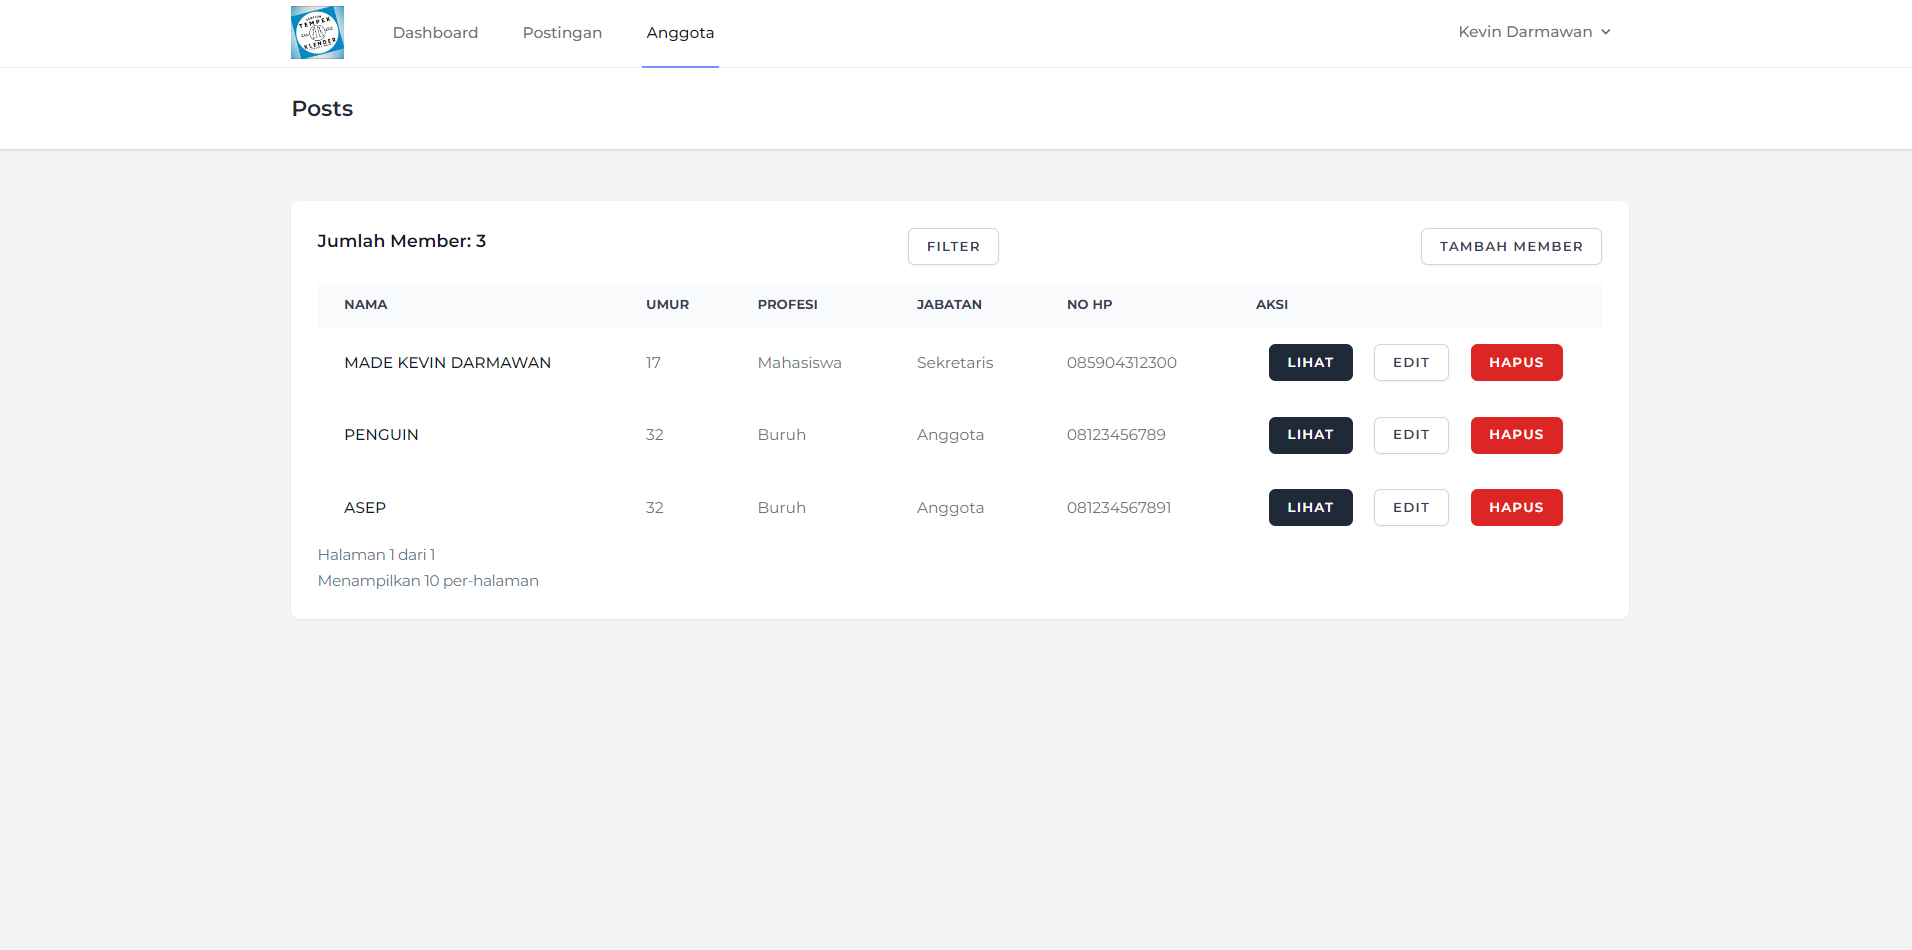 TEMPEK
KLENDER
Dashboard
Postingan
Anggota
Kevin Darmawan
Posts
Jumlah Member: 3
FILTER
TAMBAH MEMBER
NAMA UMUR PROFESI JABATAN NO HP AKSI
MADE KEVIN DARMAWAN 17 Mahasiswa Sekretaris 085904312300 LIHAT EDIT HAPUS
PENGUIN 32 Buruh Anggota 08123456789 LIHAT EDIT HAPUS
ASEP 32 Buruh Anggota 081234567891 LIHAT EDIT HAPUS
Halaman 1 dari 1
Menampilkan 10 per-halaman